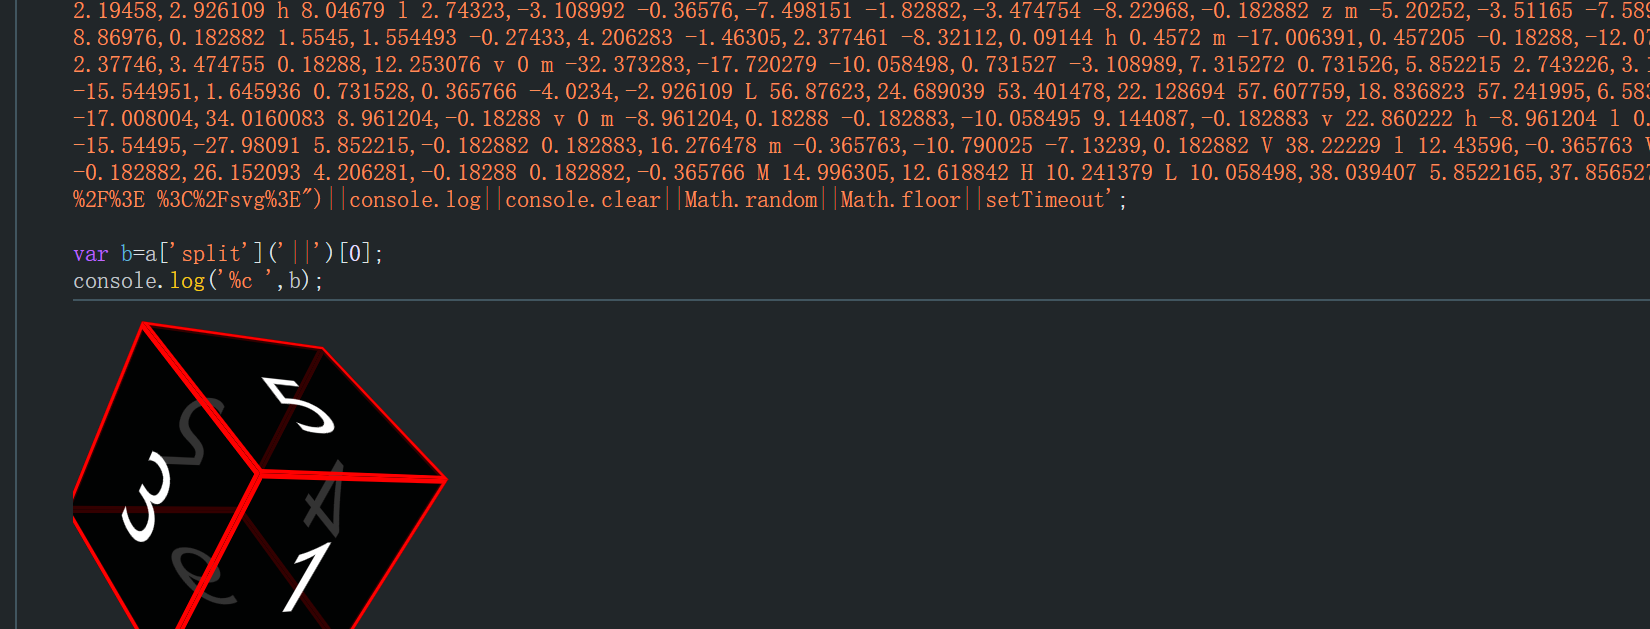 2.19458,2.926109 h 8.04679 l 2.74323,-3.108992 -0.36576,-7.498151 -1.82882,-3.474754 -8.22968,-0.182882 z m -5.20252,-3.51165 -7.589
8.86976,0.182882 1.5545,1.554493 -0.27433,4.206283 -1.46305,2.377461 -8.32112,0.09144 h 0.4572 m -17.006391,0.457205 -0.18288,-12.07
2.37746,3.474755 0.18288,12.253076 v 0 m -32.373283,-17.720279 -10.058498,0.731527 -3.108989,7.315272 0.731526,5.852215 2.743226,3.
-15.544951,1.645936 0.731528,0.365766 -4.0234,-2.926109 L 56.87623,24.689039 53.401478,22.128694 57.607759,18.836823 57.241995,6.583
-17.008004,34.0160083 8.961204,-0.18288 v 0 m -8.961204,0.18288 -0.182883,-10.058495 9.144087,-0.182883 v 22.860222 h -8.961204 l 0.
-15.54495,-27.98091 5.852215,-0.182882 0.182883,16.276478 m -0.365763,-10.790025 -7.13239,0.182882 V 38.22229 l 12.43596,-0.365763
-0.182882,26.152093 4.206281,-0.18288 0.182882,-0.365766 M 14.996305,12.618842 H 10.241379 L 10.058498,38.039407 5.8522165,37.856527
%2F%3E %3C%2Fsvg%3E")||console.log||console.clear||Math.random||Math.floor||setTimeout';
var b=a['split']('||')[0];
console.log('%c ',b);
5
2
3
4
6
1